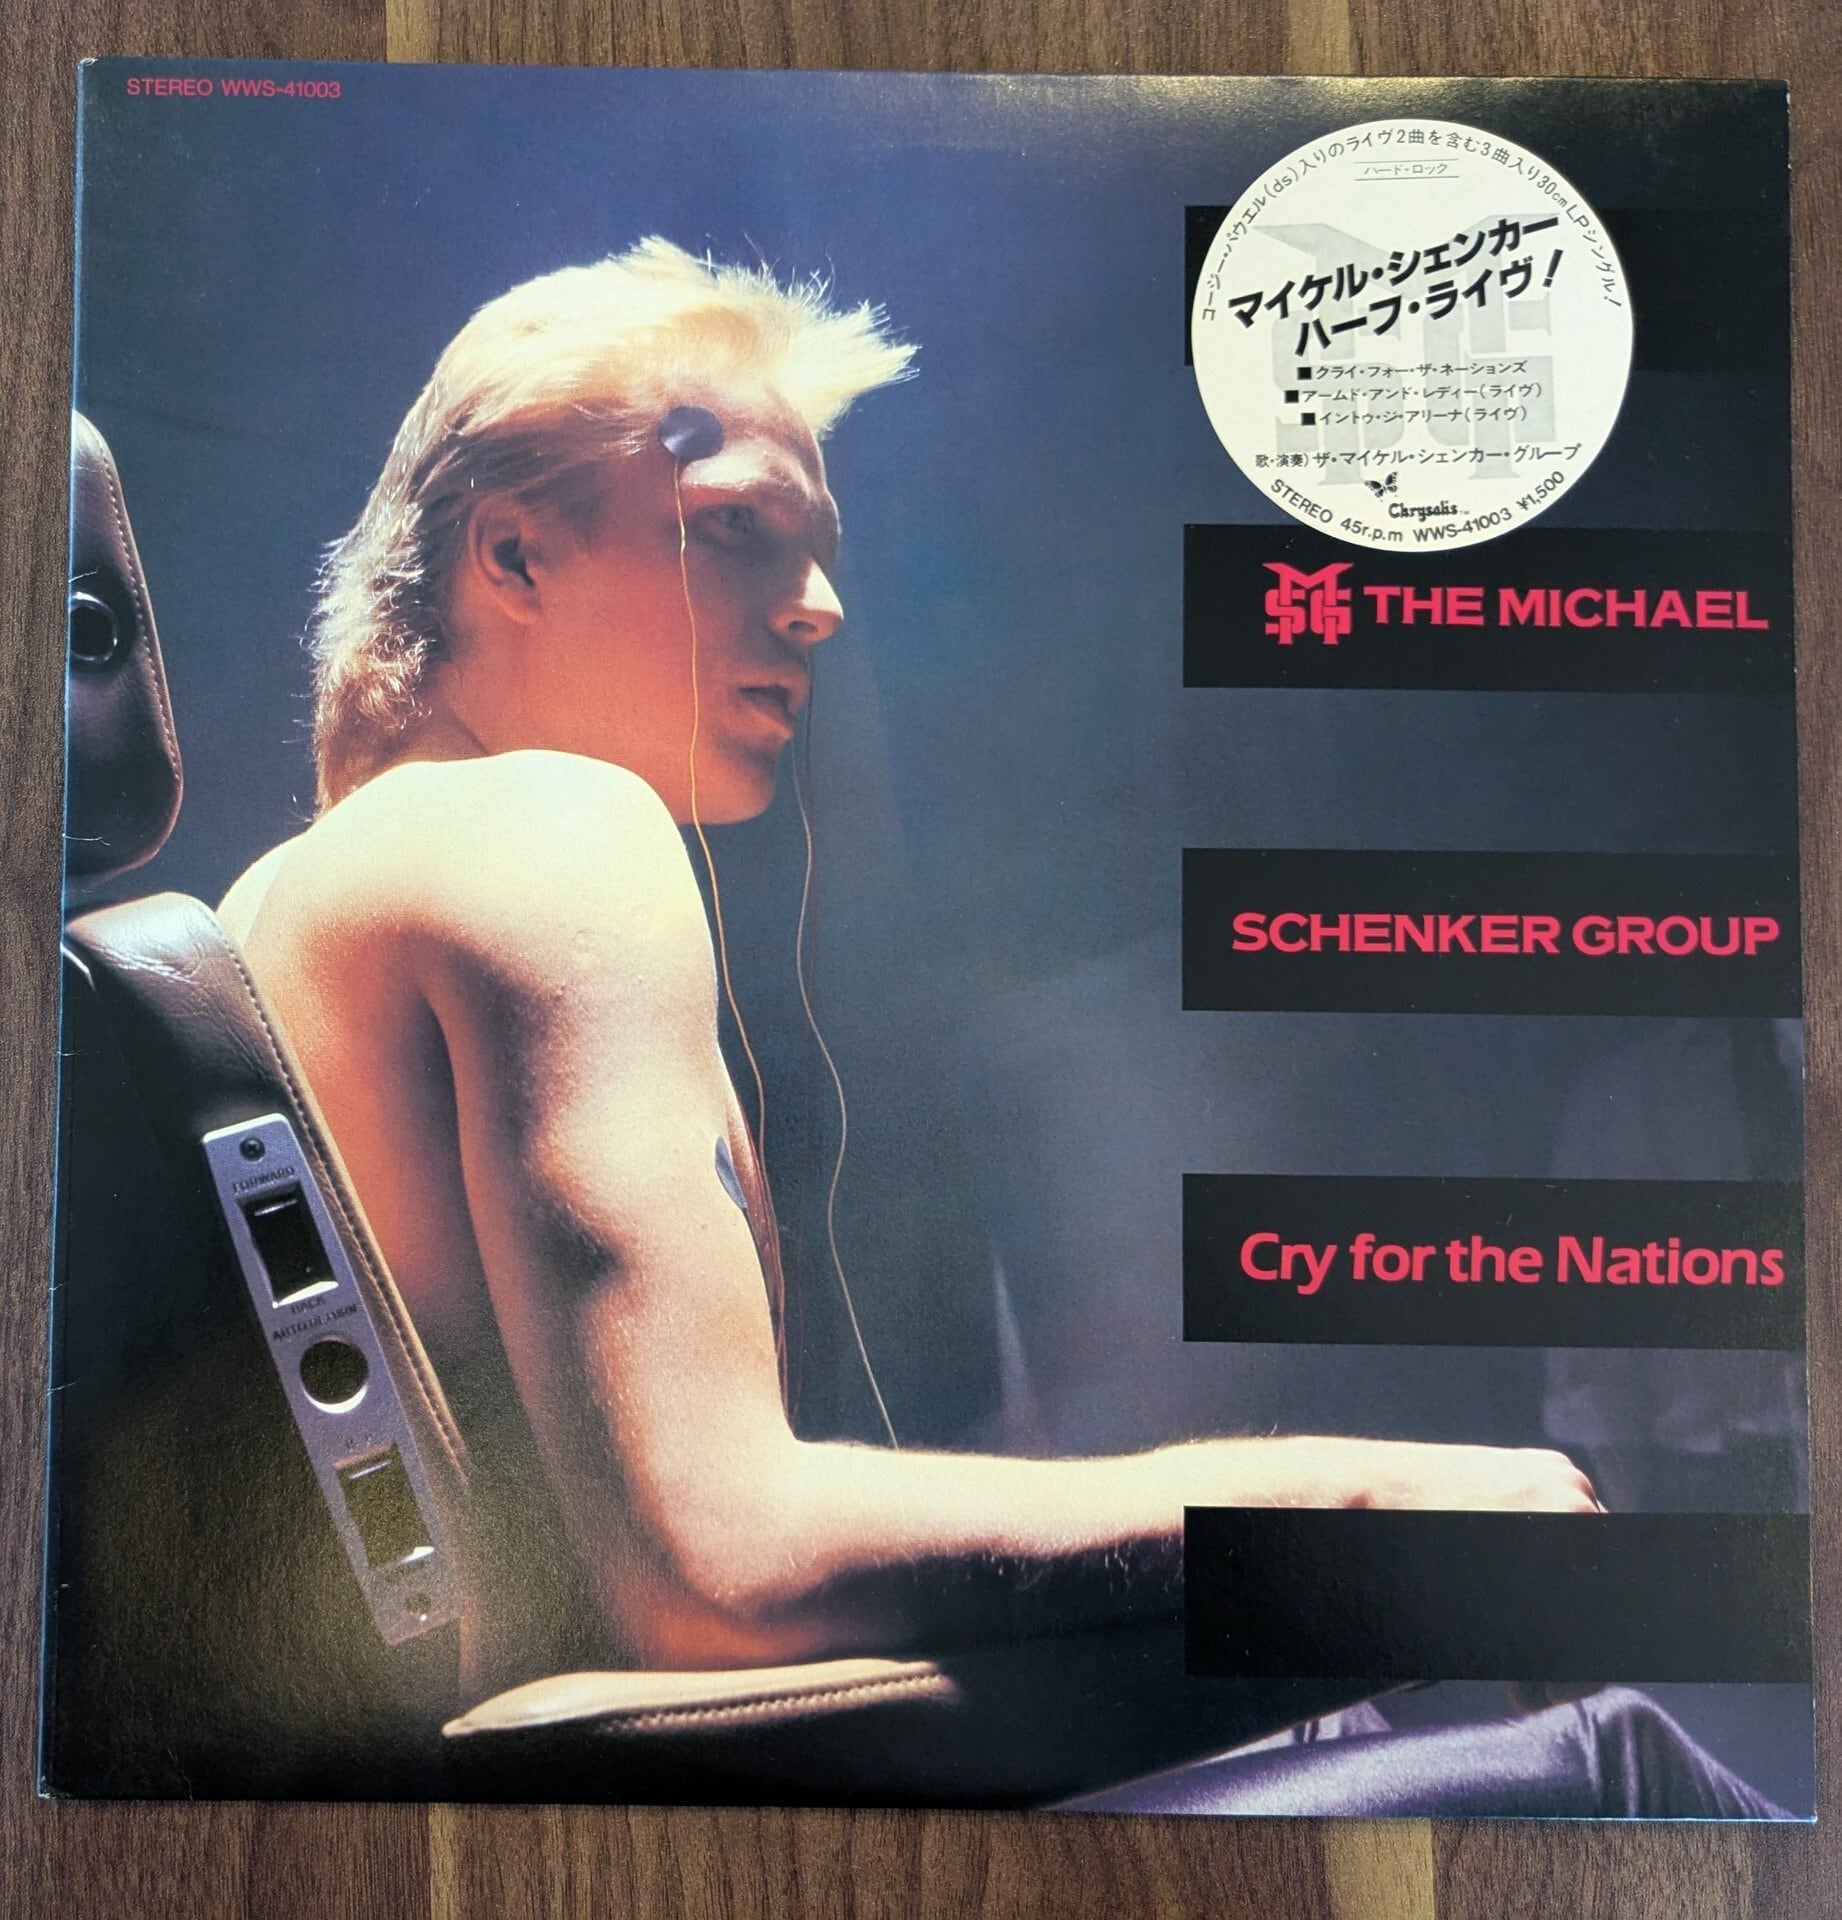 STEREO WWS-41003
コージー・パウエル(ds)入りのライヴ2曲を含む3曲入り30cmLPシングル!
ハード・ロック
マイケル・シェンカー
ハーフ・ライヴ!
■クライ・フォー・ザ・ネーションズ
■アームド・アンド・レディー(ライヴ)
■イントゥ・ジ・アリーナ(ライヴ)
歌・演奏)ザ・マイケル・シェンカー・グループ
Chrysalis™
STEREO 45r.p.m WWS-41003 ¥1,500
MSG THE MICHAEL
SCHENKER GROUP
Cry for the Nations
FORWARD
BACK
AUTO RETURN